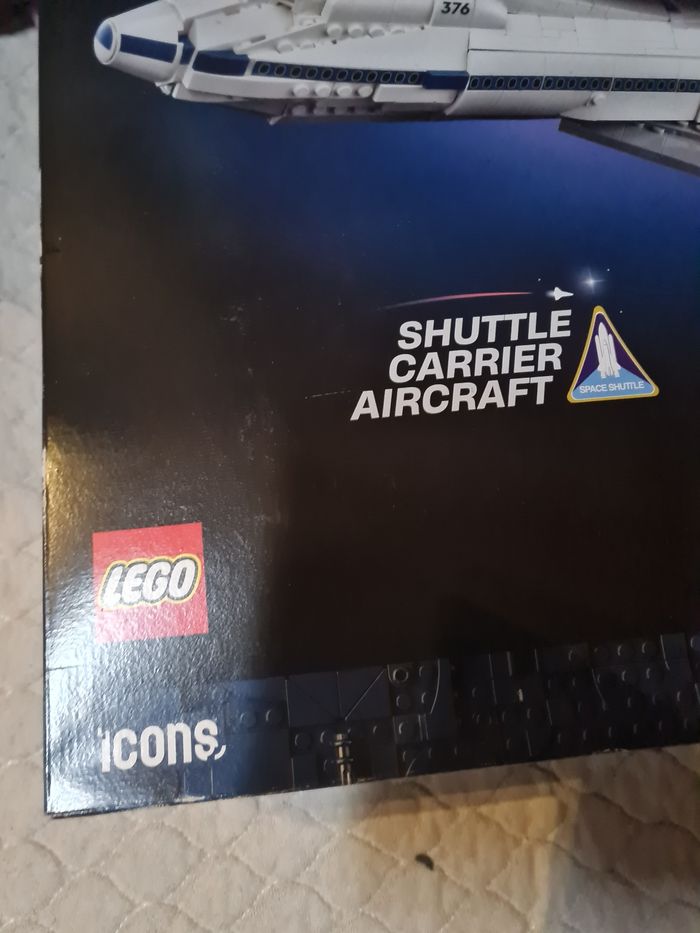 376
SHUTTLE
CARRIER
AIRCRAFT
SPACE SHUTTLE
LEGO
icons